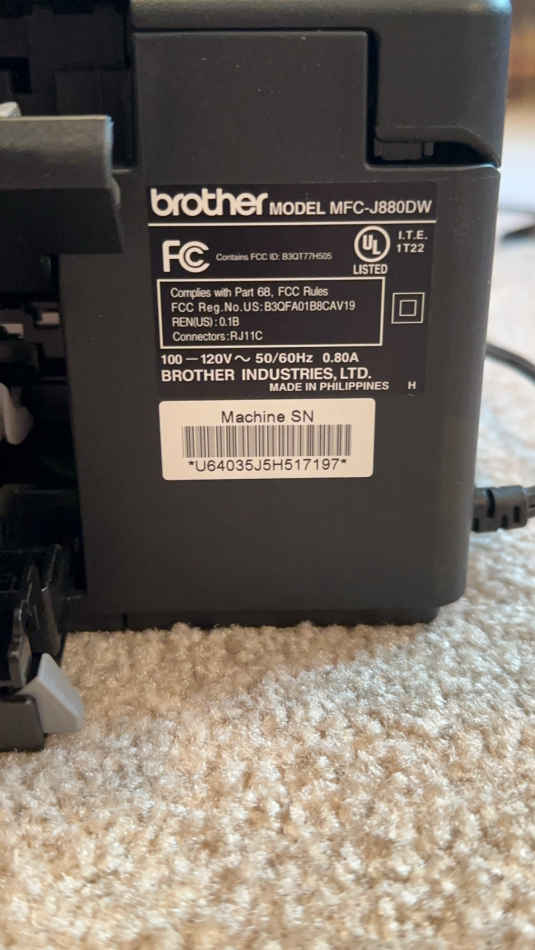 brother MODEL MFC-J880DW
FC Contains FCC ID: B3QT77H505
UL LISTED
I.T.E.
1T22
Complies with Part 68, FCC Rules
FCC Reg.No.US:B3QFA01B8CAV19
REN(US):0.1B
Connectors:RJ11C
100 — 120V ~ 50/60Hz 0.80A
BROTHER INDUSTRIES, LTD.
MADE IN PHILIPPINES H
Machine SN
*U64035J5H517197*